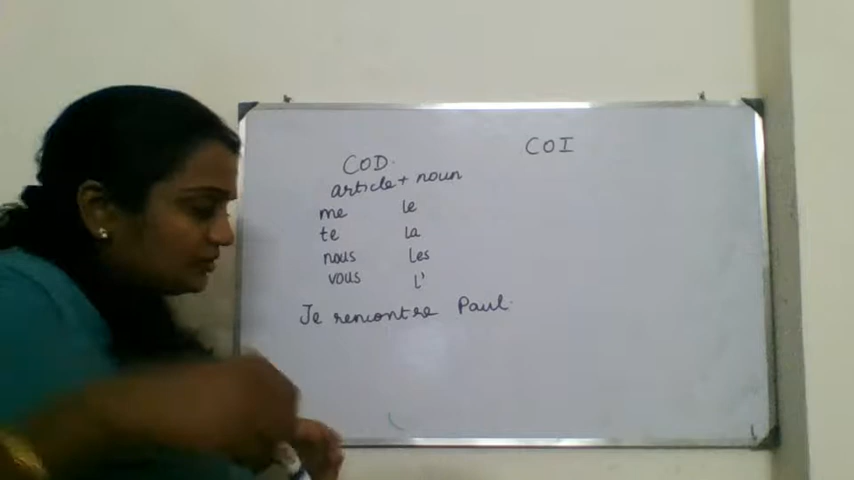 COD. COI
article + noun
me le
te la
nous les
vous l'
Je rencontre Paul.